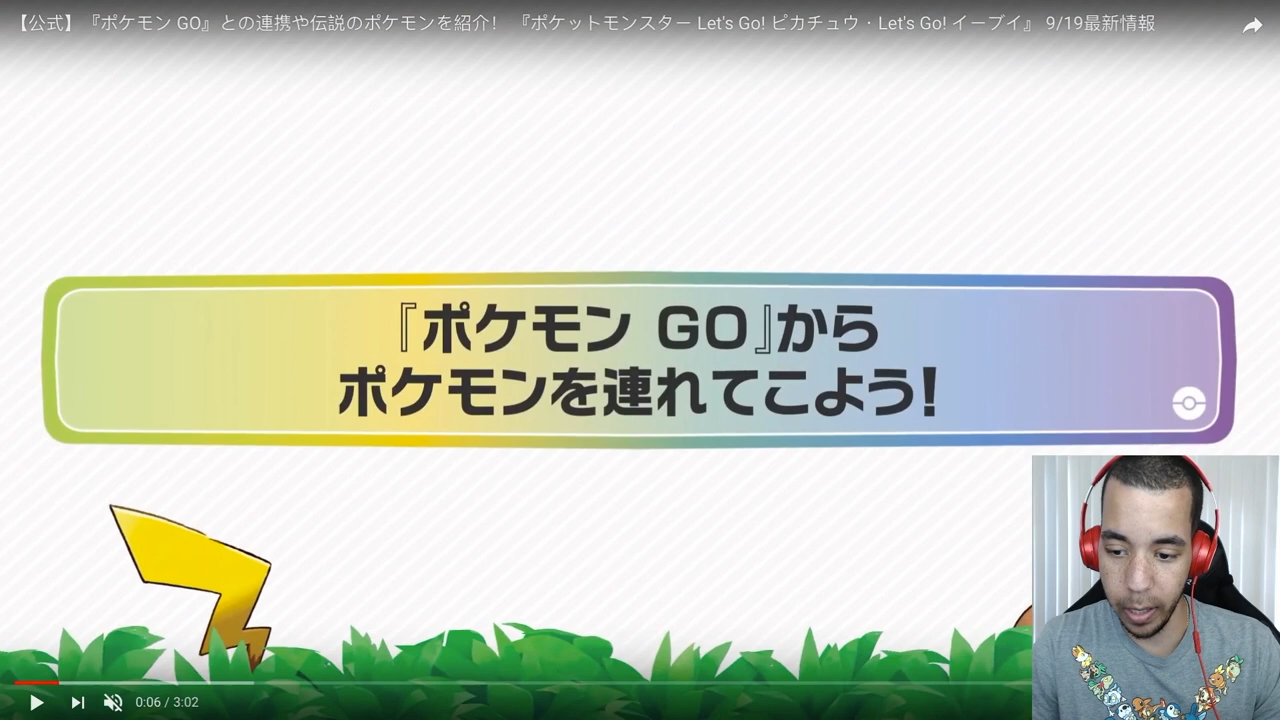 【公式】『ポケモン GO』との連携や伝説のポケモンを紹介！ 『ポケットモンスター Let's Go! ピカチュウ・Let's Go! イーブイ』 9/19最新情報
『ポケモン GO』から
ポケモンを連れてこよう！
0:06 / 3:02